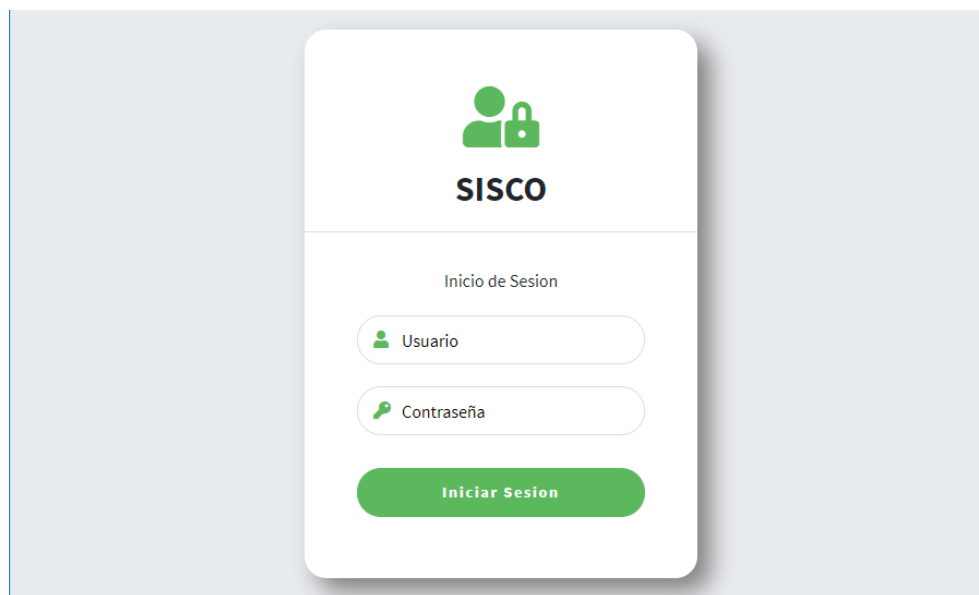 SISCO
Inicio de Sesion
Usuario
Contraseña
Iniciar Sesion